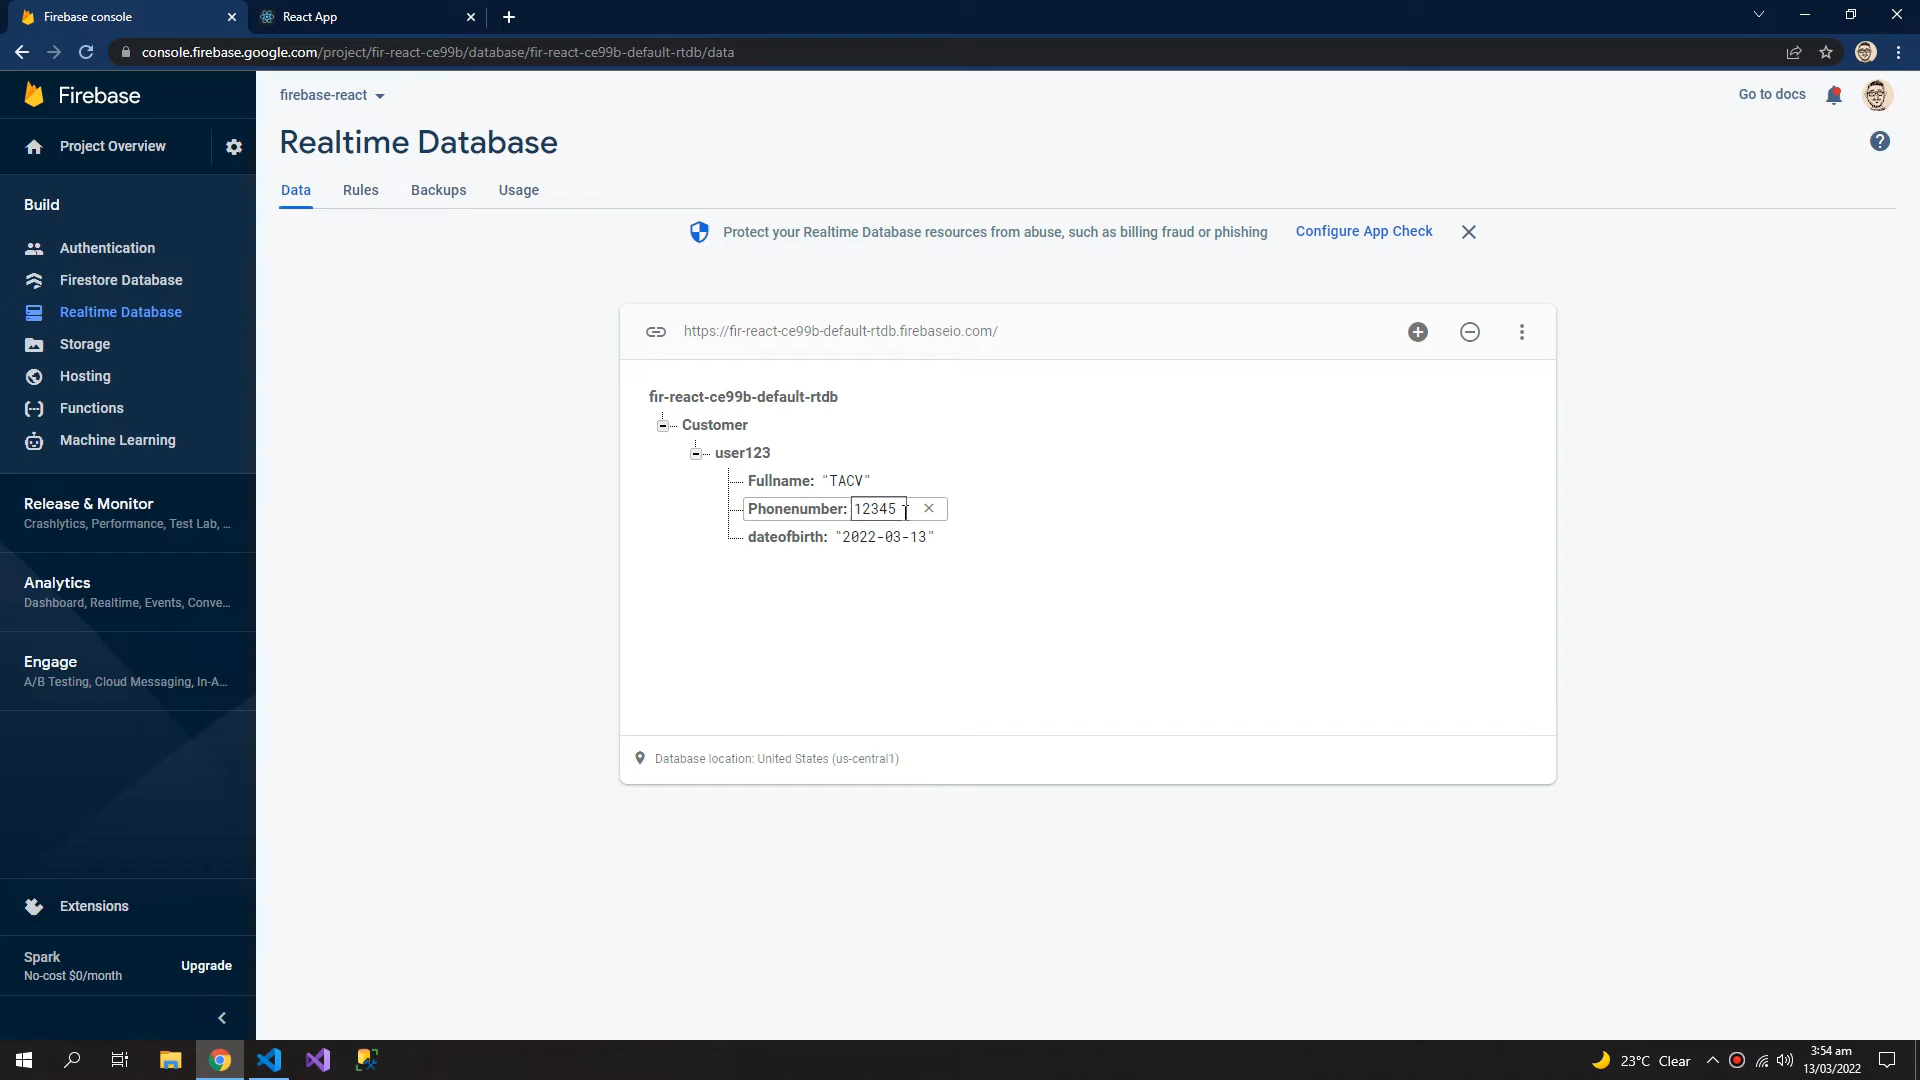 Firebase console
React App
console.firebase.google.com/project/fir-react-ce99b/database/fir-react-ce99b-default-rtdb/data
Firebase
Project Overview
Build
Authentication
Firestore Database
Realtime Database
Storage
Hosting
Functions
Machine Learning
Release & Monitor
Crashlytics, Performance, Test Lab, ...
Analytics
Dashboard, Realtime, Events, Conve...
Engage
A/B Testing, Cloud Messaging, In-A...
Extensions
Spark
No-cost $0/month
Upgrade
firebase-react
Go to docs
Realtime Database
Data
Rules
Backups
Usage
Protect your Realtime Database resources from abuse, such as billing fraud or phishing
Configure App Check
https://fir-react-ce99b-default-rtdb.firebaseio.com/
fir-react-ce99b-default-rtdb
Customer
user123
Fullname: "TACV"
Phonenumber: 12345
dateofbirth: "2022-03-13"
Database location: United States (us-central1)
23°C Clear
3:54 am
13/03/2022